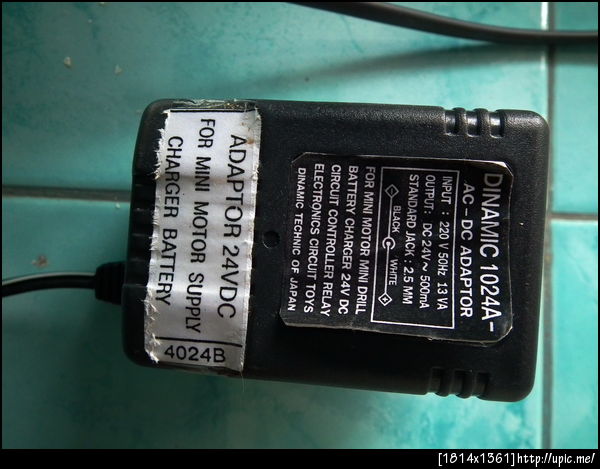 ADAPTOR 24VDC
FOR MINI MOTOR SUPPLY
CHARGER BATTERY
4024B
DINAMIC 1024A-
AC-DC ADAPTOR
INPUT : 220 V 50Hz 13 VA
OUTPUT : DC 24V ~ 500mA
STANDARD JACK : 2.5 MM
BLACK WHITE
FOR MINI MOTOR MINI DRILL
BATTERY CHARGER 24V DC
CIRCUIT CONTROLLER RELAY
ELECTRONICS CIRCUIT TOYS
DINAMIC TECHNIC OF JAPAN
[1814x1361]http://upic.me/